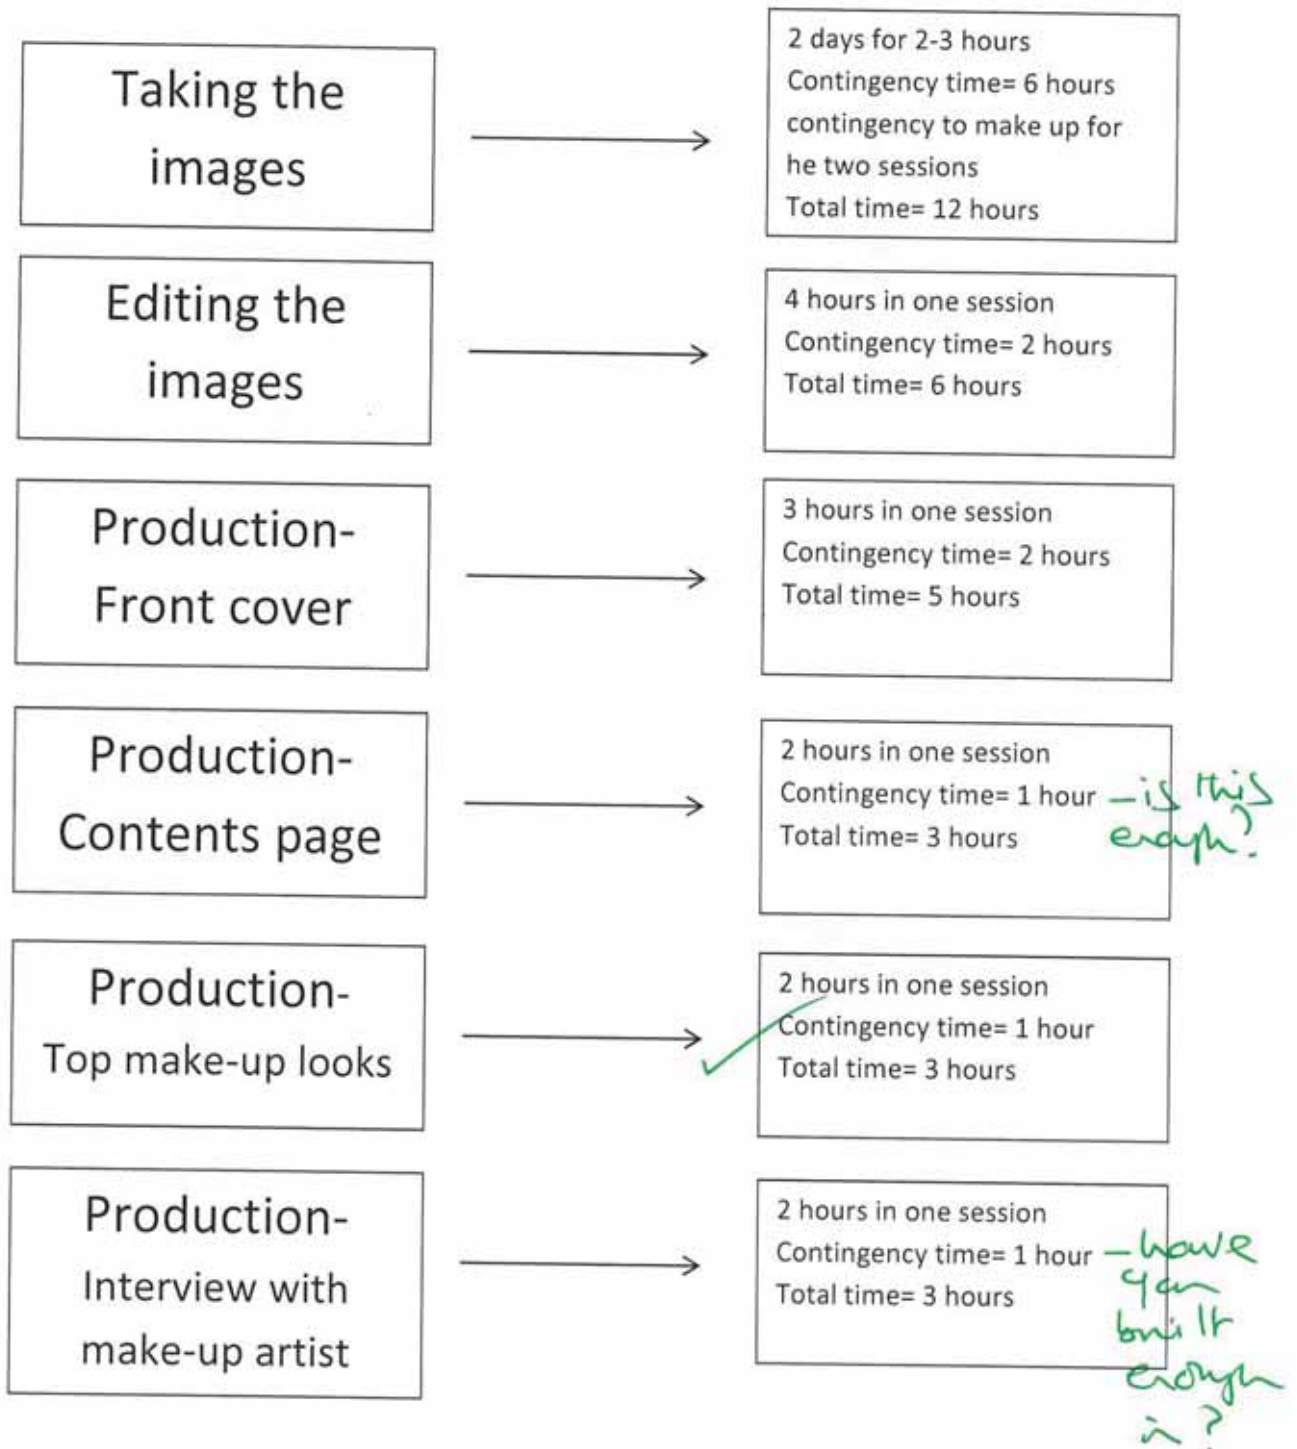 Taking the
images
2 days for 2-3 hours
Contingency time= 6 hours
contingency to make up for
he two sessions
Total time= 12 hours
Editing the
images
4 hours in one session
Contingency time= 2 hours
Total time= 6 hours
Production-
Front cover
3 hours in one session
Contingency time= 2 hours
Total time= 5 hours
Production-
Contents page
2 hours in one session
Contingency time= 1 hour
Total time= 3 hours
– is this
enough?
Production-
Top make-up looks
2 hours in one session
Contingency time= 1 hour
Total time= 3 hours
Production-
Interview with
make-up artist
2 hours in one session
Contingency time= 1 hour
Total time= 3 hours
– have
you
built
enough
in?